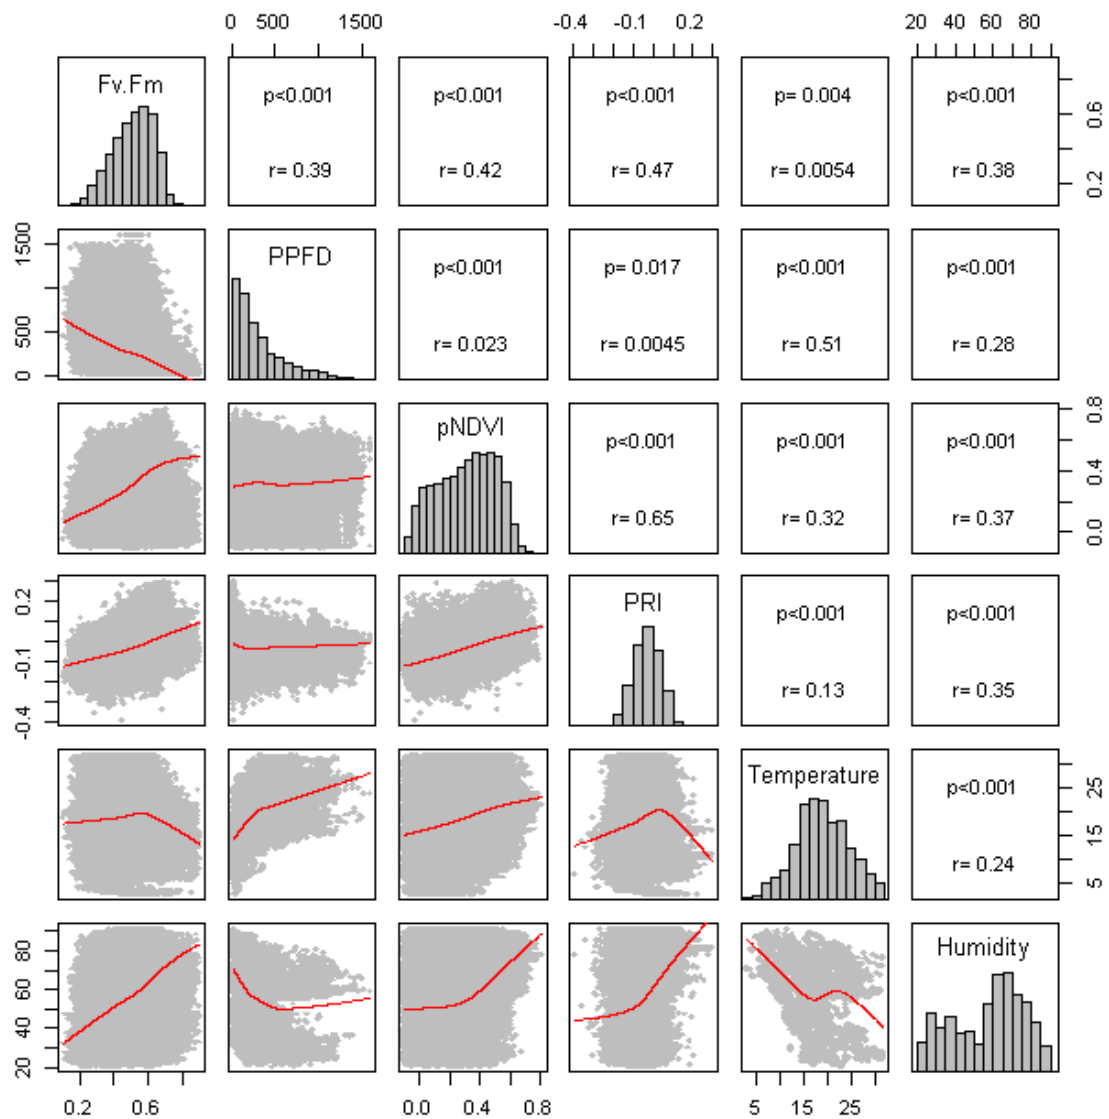 0 500 1500
-0.4 -0.1 0.2
20 40 60 80
Fv.Fm
p<0.001
p<0.001
p<0.001
p= 0.004
p<0.001
r= 0.39
r= 0.42
r= 0.47
r= 0.0054
r= 0.38
0.2 0.6
0 500 1500
PPFD
p<0.001
p= 0.017
p<0.001
p<0.001
r= 0.023
r= 0.0045
r= 0.51
r= 0.28
pNDVI
p<0.001
p<0.001
p<0.001
r= 0.65
r= 0.32
r= 0.37
0.0 0.4 0.8
-0.4 -0.1 0.2
PRI
p<0.001
p<0.001
r= 0.13
r= 0.35
Temperature
p<0.001
r= 0.24
5 15 25
20 40 60 80
Humidity
0.2 0.6
0.0 0.4 0.8
5 15 25